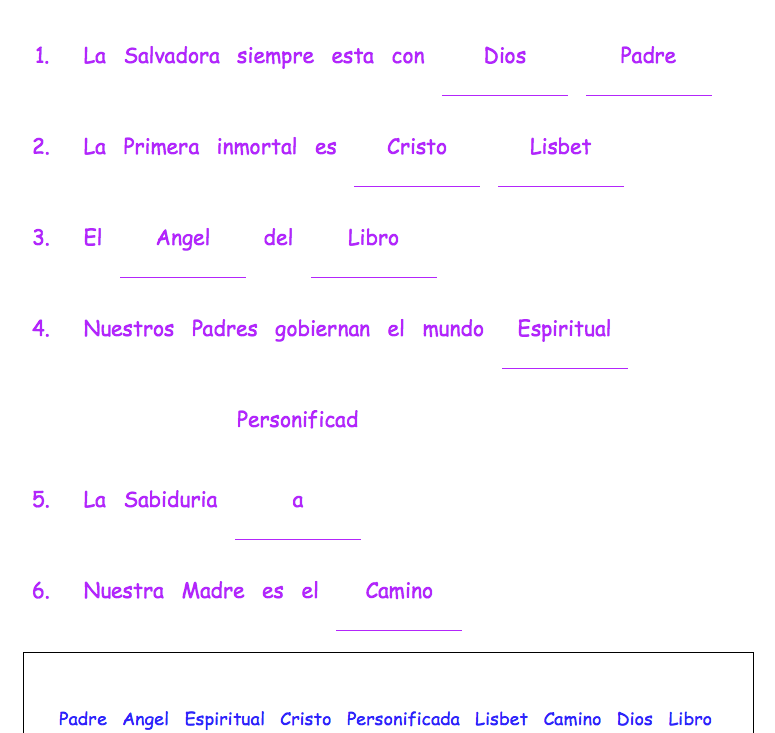 1. La Salvadora siempre esta con Dios Padre
2. La Primera inmortal es Cristo Lisbet
3. El Angel del Libro
4. Nuestros Padres gobiernan el mundo Espiritual
Personificad
5. La Sabiduria a
6. Nuestra Madre es el Camino
Padre Angel Espiritual Cristo Personificada Lisbet Camino Dios Libro